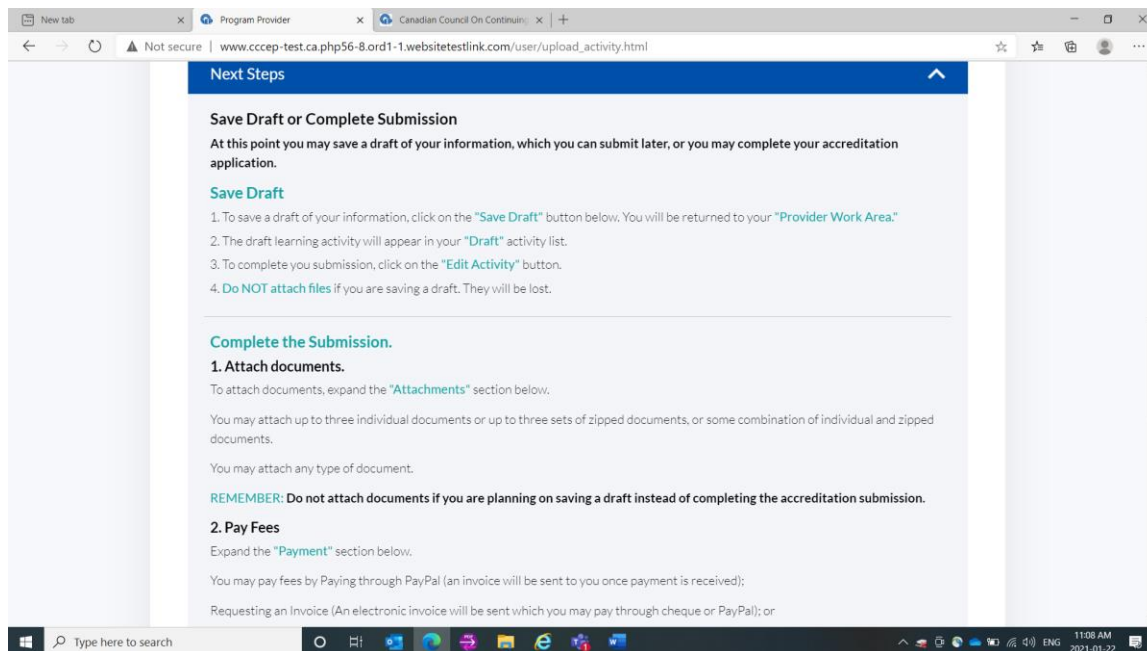 New tab
Program Provider
Canadian Council On Continuing
Not secure | www.cccep-test.ca.php56-8.ord1-1.websitetestlink.com/user/upload_activity.html
Next Steps
Save Draft or Complete Submission
At this point you may save a draft of your information, which you can submit later, or you may complete your accreditation
application.
Save Draft
1. To save a draft of your information, click on the "Save Draft" button below. You will be returned to your "Provider Work Area."
2. The draft learning activity will appear in your "Draft" activity list.
3. To complete you submission, click on the "Edit Activity" button.
4. Do NOT attach files if you are saving a draft. They will be lost.
Complete the Submission.
1. Attach documents.
To attach documents, expand the "Attachments" section below.
You may attach up to three individual documents or up to three sets of zipped documents, or some combination of individual and zipped
documents.
You may attach any type of document.
REMEMBER: Do not attach documents if you are planning on saving a draft instead of completing the accreditation submission.
2. Pay Fees
Expand the "Payment" section below.
You may pay fees by Paying through PayPal (an invoice will be sent to you once payment is received);
Requesting an Invoice (An electronic invoice will be sent which you may pay through cheque or PayPal); or
Type here to search
ENG
11:08 AM
2021-01-22